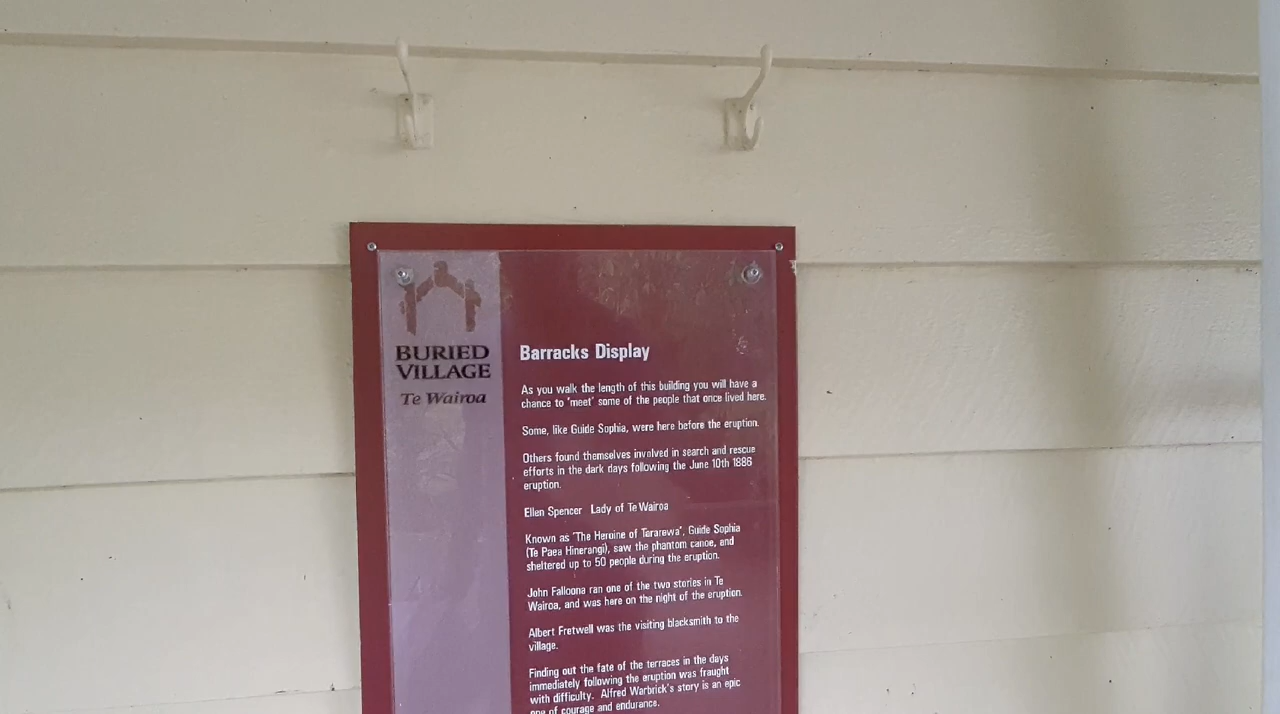 BURIED
VILLAGE
Te Wairoa
Barracks Display
As you walk the length of this building you will have a
chance to 'meet' some of the people that once lived here.
Some, like Guide Sophia, were here before the eruption.
Others found themselves involved in search and rescue
efforts in the dark days following the June 10th 1886
eruption.
Ellen Spencer Lady of Te Wairoa
Known as 'The Heroine of Tararewa', Guide Sophia
(Te Paea Hinerangi), saw the phantom canoe, and
sheltered up to 50 people during the eruption.
John Falloona ran one of the two stories in Te
Wairoa, and was here on the night of the eruption.
Albert Fretwell was the visiting blacksmith to the
village.
Finding out the fate of the terraces in the days
immediately following the eruption was fraught
with difficulty. Alfred Warbrick's story is an epic
one of courage and endurance.